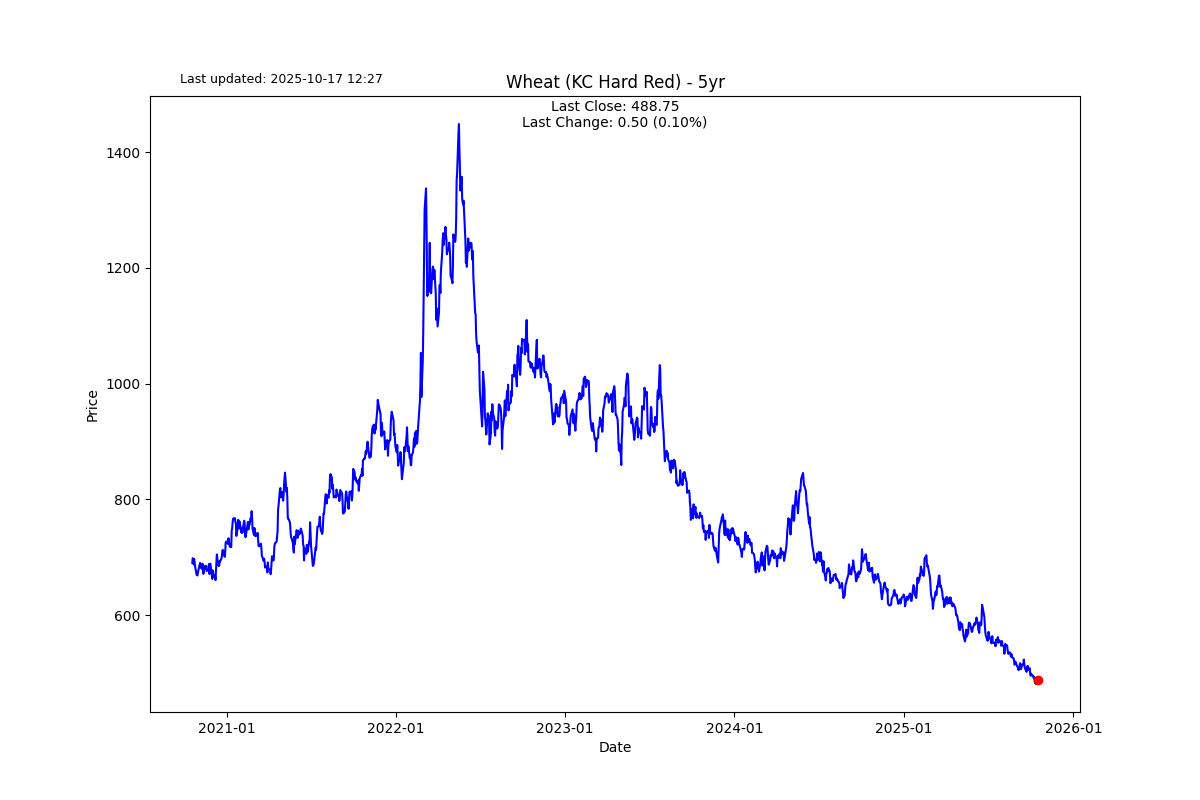 Last updated: 2025-10-17 12:27
Wheat (KC Hard Red) - 5yr
Last Close: 488.75
Last Change: 0.50 (0.10%)
1400
1200
1000
800
600
Price
2021-01 2022-01 2023-01 2024-01 2025-01 2026-01
Date